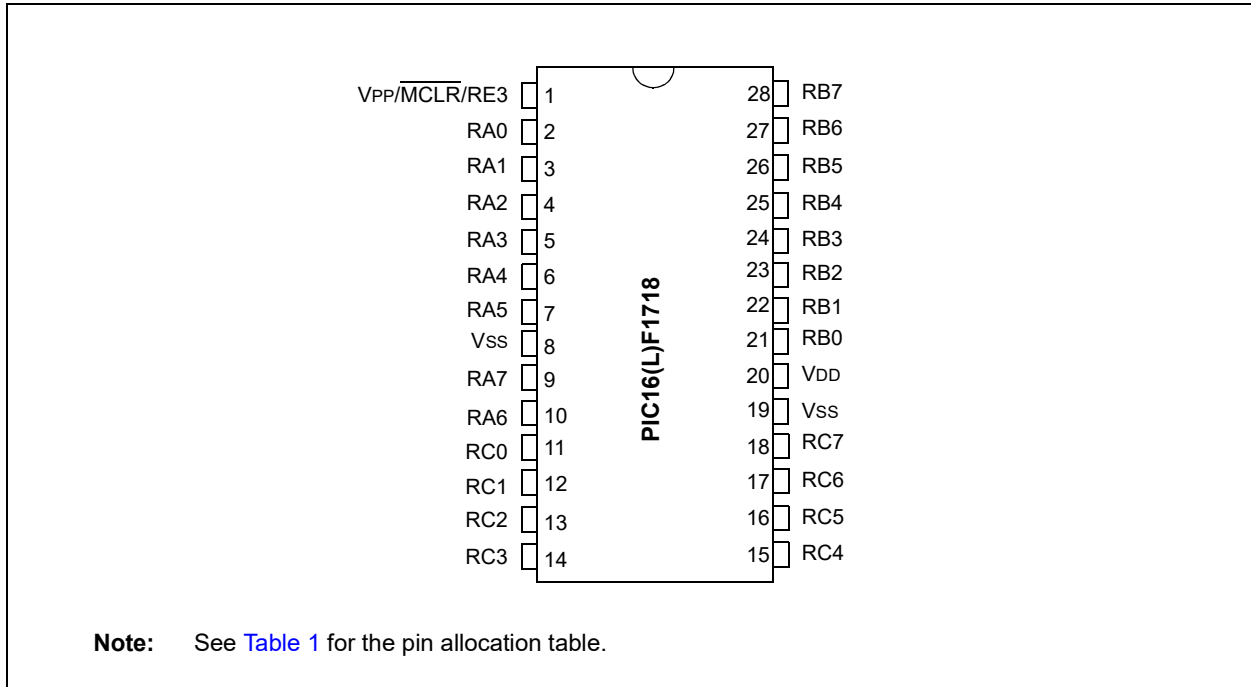 VPP/MCLR/RE3 1 28 RB7
RA0 2 27 RB6
RA1 3 26 RB5
RA2 4 25 RB4
RA3 5 24 RB3
RA4 6 23 RB2
RA5 7 22 RB1
VSS 8 21 RB0
RA7 9 20 VDD
RA6 10 19 VSS
RC0 11 18 RC7
RC1 12 17 RC6
RC2 13 16 RC5
RC3 14 15 RC4
PIC16(L)F1718
Note: See Table 1 for the pin allocation table.